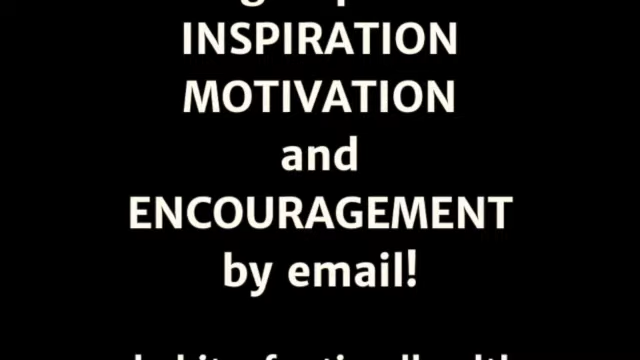 INSPIRATION
MOTIVATION
and
ENCOURAGEMENT
by email!